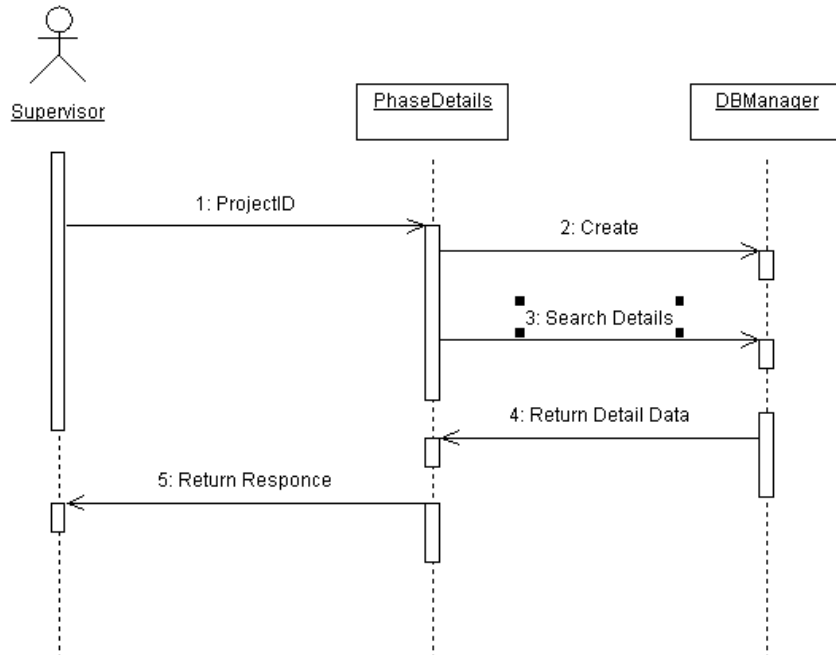 Supervisor
PhaseDetails
DBManager
1: ProjectID
2: Create
3: Search Details
4: Return Detail Data
5: Return Responce